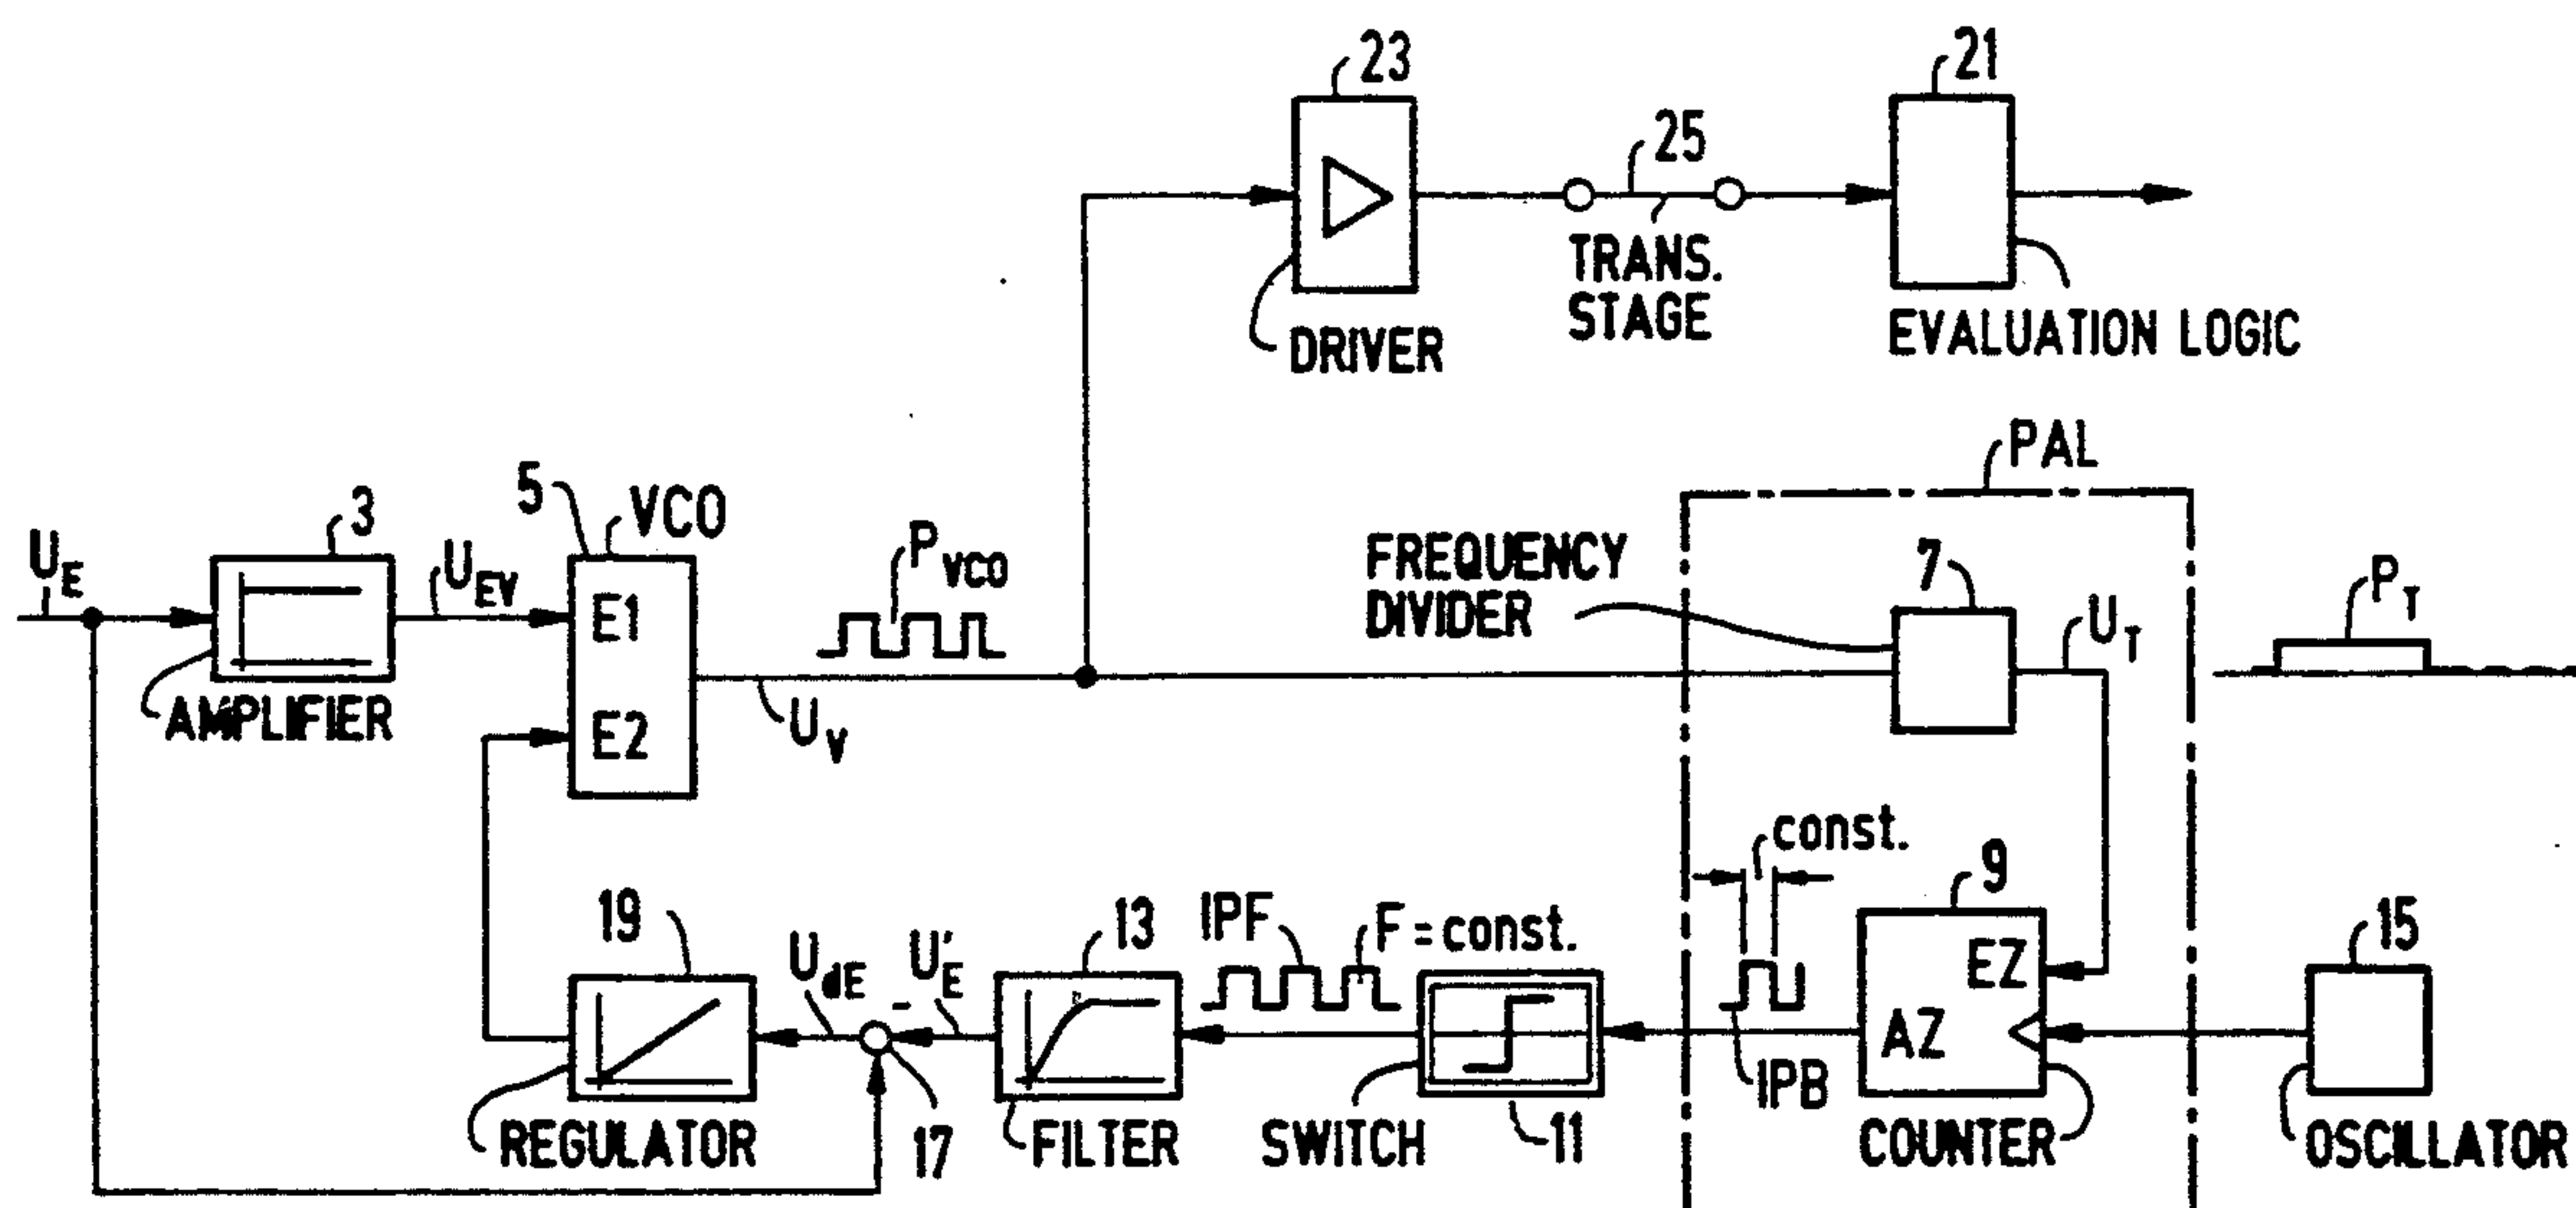 23
21
25
TRANS.
STAGE
DRIVER
EVALUATION LOGIC
PAL
5
VCO
3
U_E
U_EV
E1
E2
P_VCO
FREQUENCY
DIVIDER
7
U_T
P_T
AMPLIFIER
U_V
const.
9
19
U_dE
-
U'_E
13
IPF
F = const.
EZ
AZ
15
IPB
REGULATOR
17
FILTER
SWITCH
11
COUNTER
OSCILLATOR